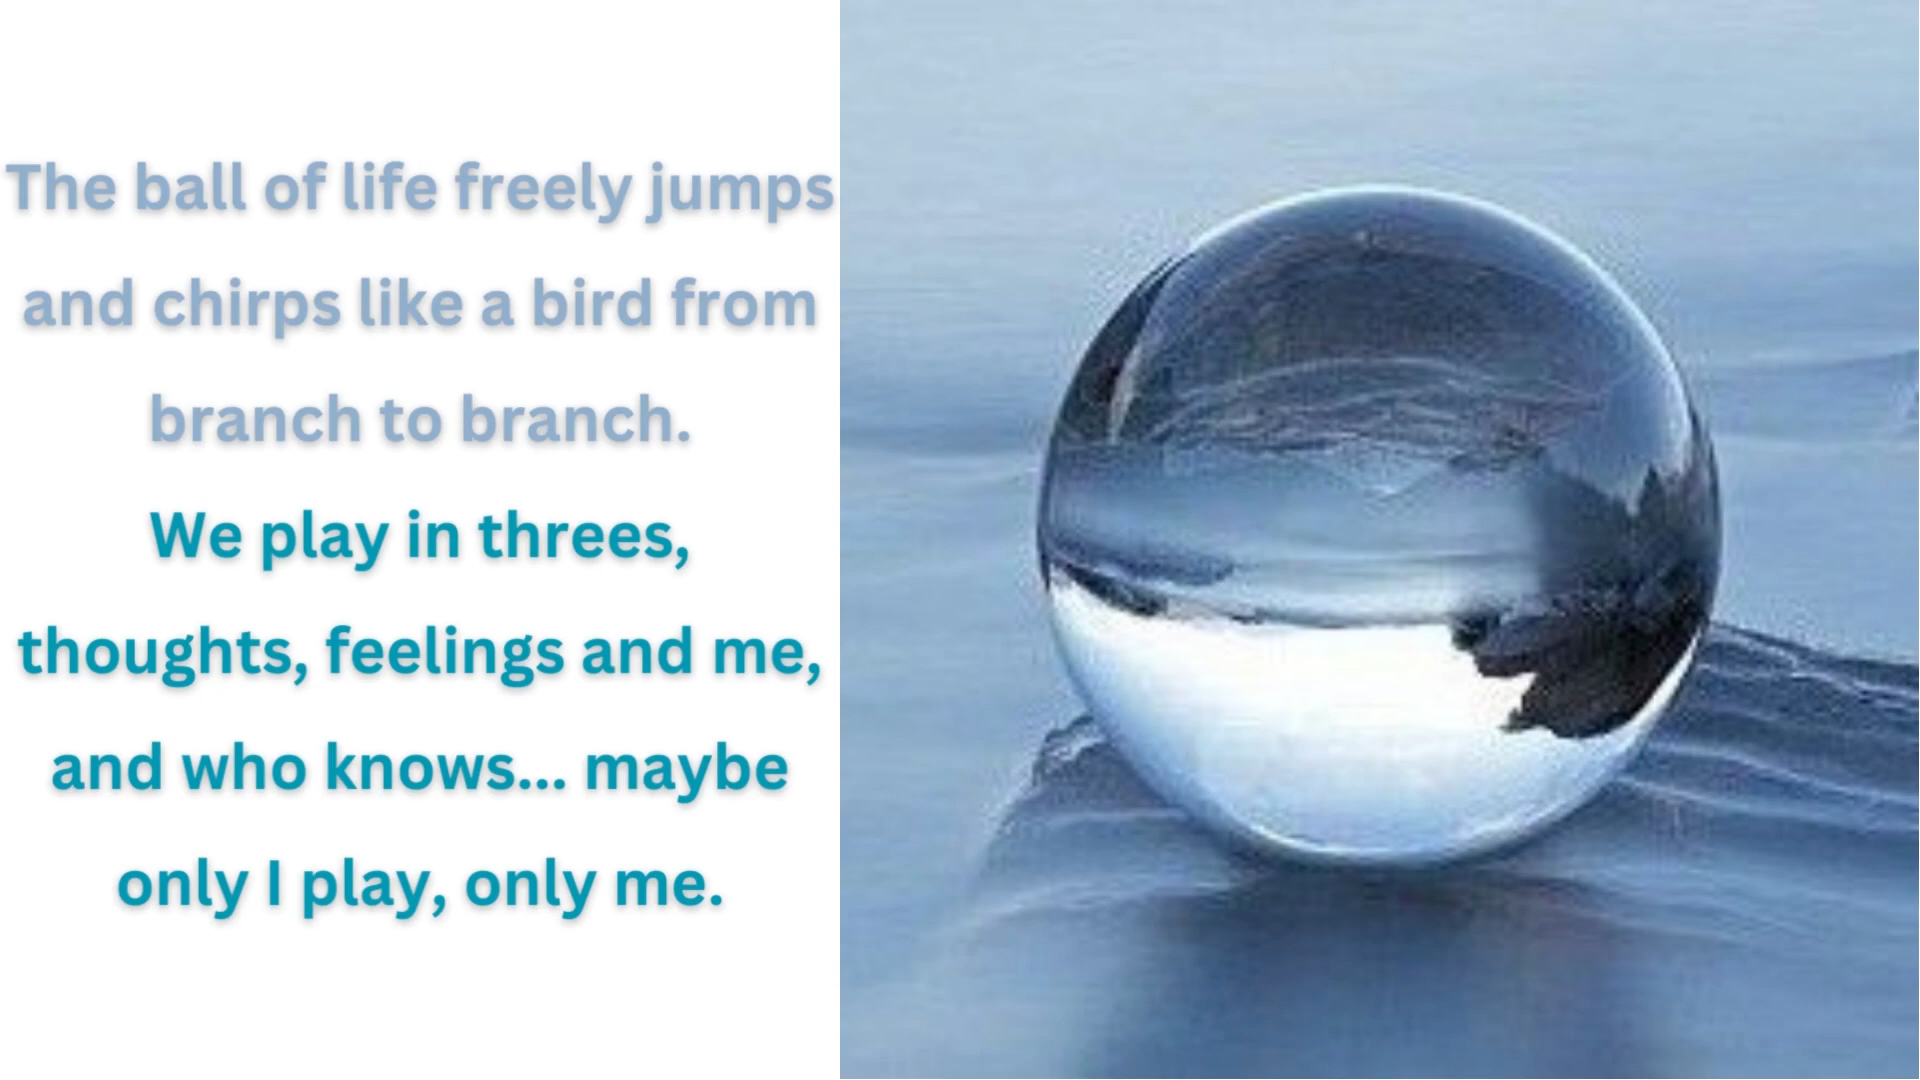 The ball of life freely jumps
and chirps like a bird from
branch to branch.
We play in threes,
thoughts, feelings and me,
and who knows... maybe
only I play, only me.